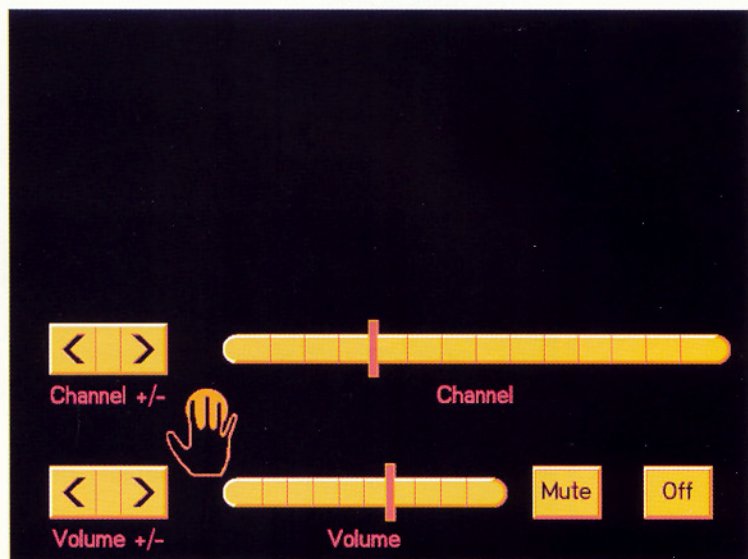 < >
Channel +/-
Channel
< >
Volume +/-
Volume
Mute
Off